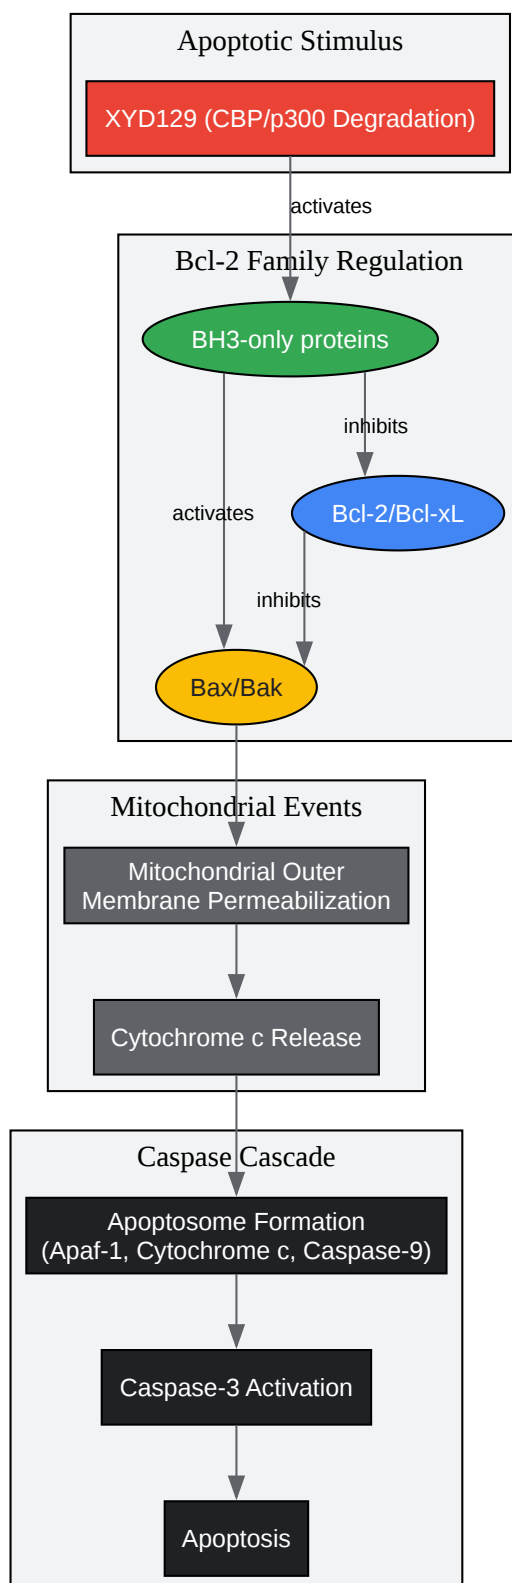 Apoptotic Stimulus
XYD129 (CBP/p300 Degradation)
activates
Bcl-2 Family Regulation
BH3-only proteins
inhibits
activates
Bcl-2/Bcl-xL
inhibits
Bax/Bak
Mitochondrial Events
Mitochondrial Outer
Membrane Permeabilization
Cytochrome c Release
Caspase Cascade
Apoptosome Formation
(Apaf-1, Cytochrome c, Caspase-9)
Caspase-3 Activation
Apoptosis